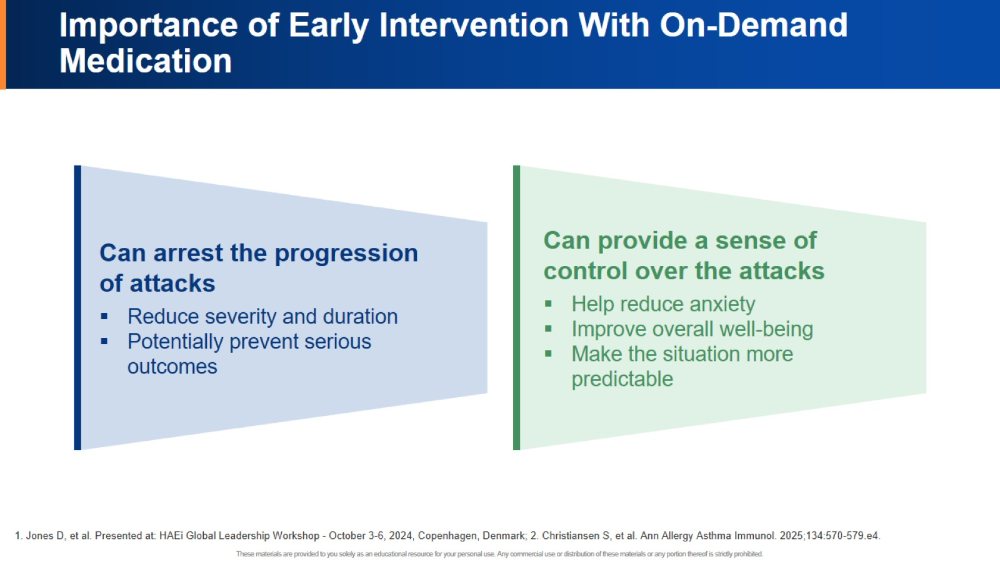 Importance of Early Intervention With On-Demand
Medication
Can arrest the progression
of attacks
▪ Reduce severity and duration
▪ Potentially prevent serious
outcomes
Can provide a sense of
control over the attacks
▪ Help reduce anxiety
▪ Improve overall well-being
▪ Make the situation more
predictable
1. Jones D, et al. Presented at: HAEi Global Leadership Workshop - October 3-6, 2024, Copenhagen, Denmark; 2. Christiansen S, et al. Ann Allergy Asthma Immunol. 2025;134:570-579.e4.
These materials are provided to you solely as an educational resource for your personal use. Any commercial use or distribution of these materials or any portion thereof is strictly prohibited.